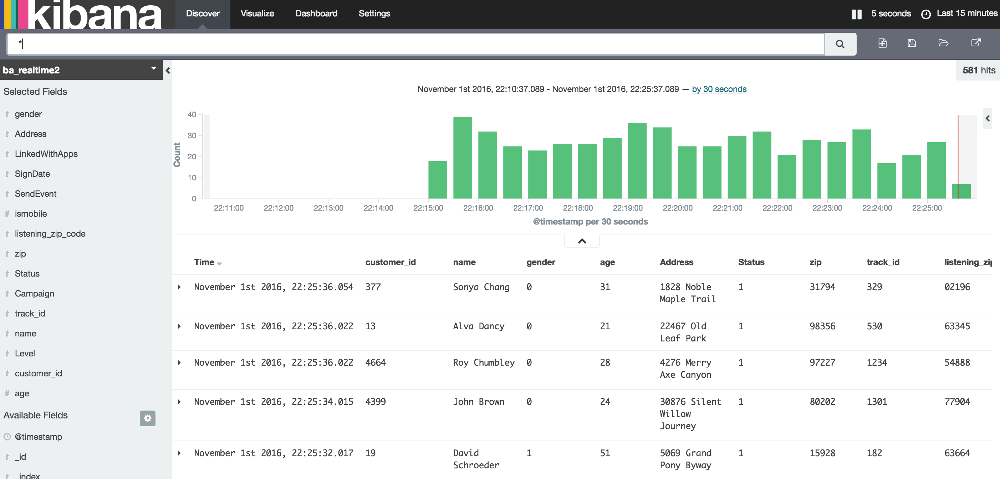 kibana Discover Visualize Dashboard Settings 5 seconds Last 15 minutes
*
ba_realtime2
581 hits
Selected Fields
t gender
t Address
t LinkedWithApps
t SignDate
t SendEvent
# ismobile
t listening_zip_code
t zip
t Status
t Campaign
t track_id
t name
t Level
t customer_id
# age
Available Fields
@timestamp
t _id
t _index
November 1st 2016, 22:10:37.089 - November 1st 2016, 22:25:37.089 — by 30 seconds
Count
40
30
20
10
0
22:11:00 22:12:00 22:13:00 22:14:00 22:15:00 22:16:00 22:17:00 22:18:00 22:19:00 22:20:00 22:21:00 22:22:00 22:23:00 22:24:00 22:25:00
@timestamp per 30 seconds
Time customer_id name gender age Address Status zip track_id listening_zip
November 1st 2016, 22:25:36.054 377 Sonya Chang 0 31 1828 Noble 1 31794 329 02196
Maple Trail
November 1st 2016, 22:25:36.022 13 Alva Dancy 0 21 22467 Old 1 98356 530 63345
Leaf Park
November 1st 2016, 22:25:36.022 4664 Roy Chumbley 0 28 4276 Merry 1 97227 1234 54888
Axe Canyon
November 1st 2016, 22:25:34.015 4399 John Brown 0 24 30876 Silent 1 80202 1301 77904
Willow
Journey
November 1st 2016, 22:25:32.017 19 David 1 51 5069 Grand 1 15928 182 63664
Schroeder Pony Byway